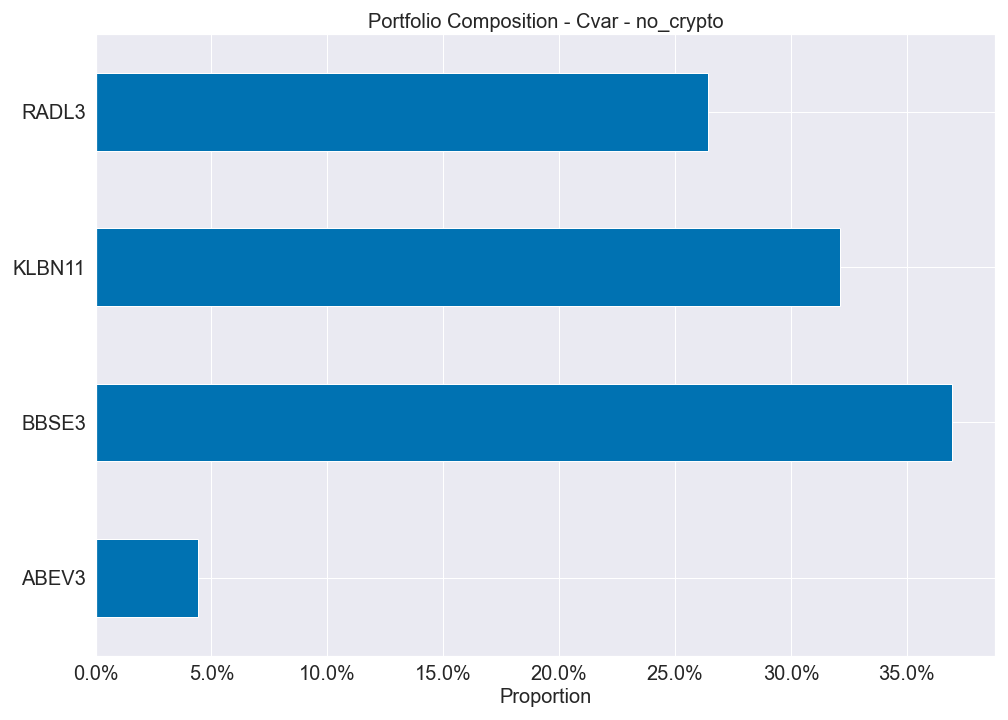 Portfolio Composition - Cvar - no_crypto
RADL3
KLBN11
BBSE3
ABEV3
0.0% 5.0% 10.0% 15.0% 20.0% 25.0% 30.0% 35.0%
Proportion